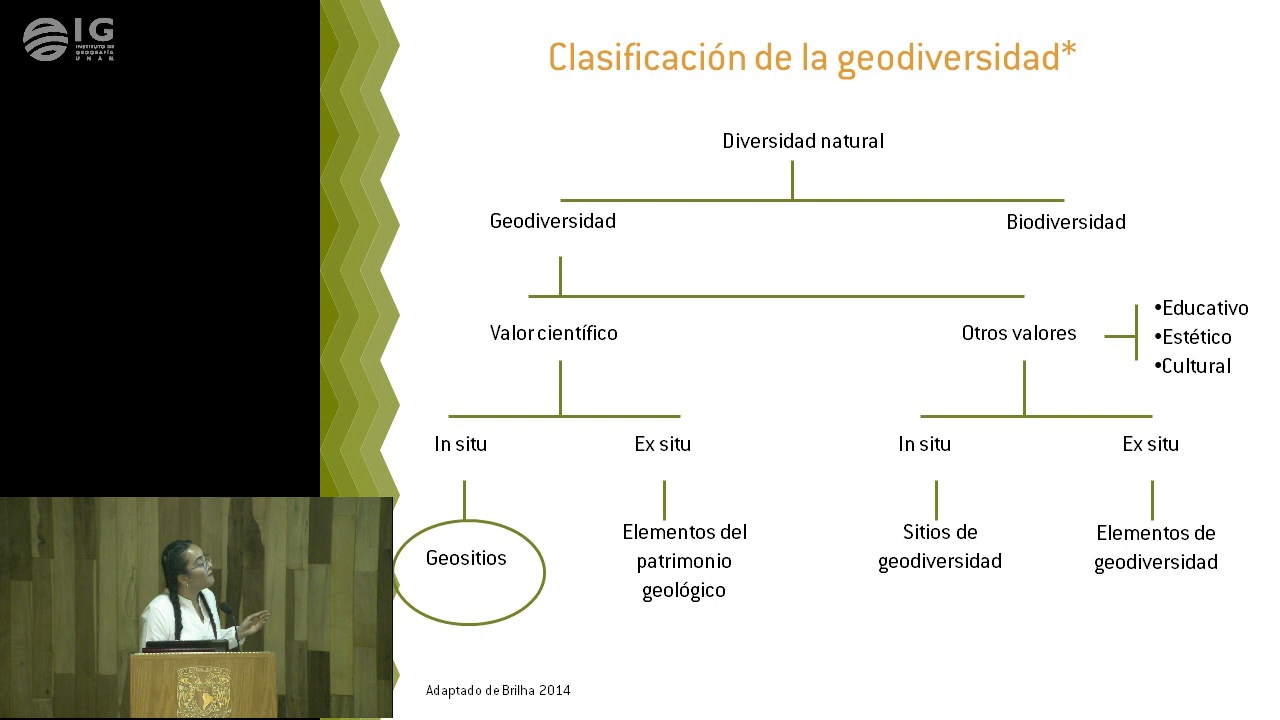 IG
INSTITUTO DE
GEOGRAFÍA
UNAM
Clasificación de la geodiversidad*
Diversidad natural
Geodiversidad
Biodiversidad
Valor científico
Otros valores
•Educativo
•Estético
•Cultural
In situ
Ex situ
In situ
Ex situ
Geositios
Elementos del
patrimonio
geológico
Sitios de
geodiversidad
Elementos de
geodiversidad
Adaptado de Brilha 2014